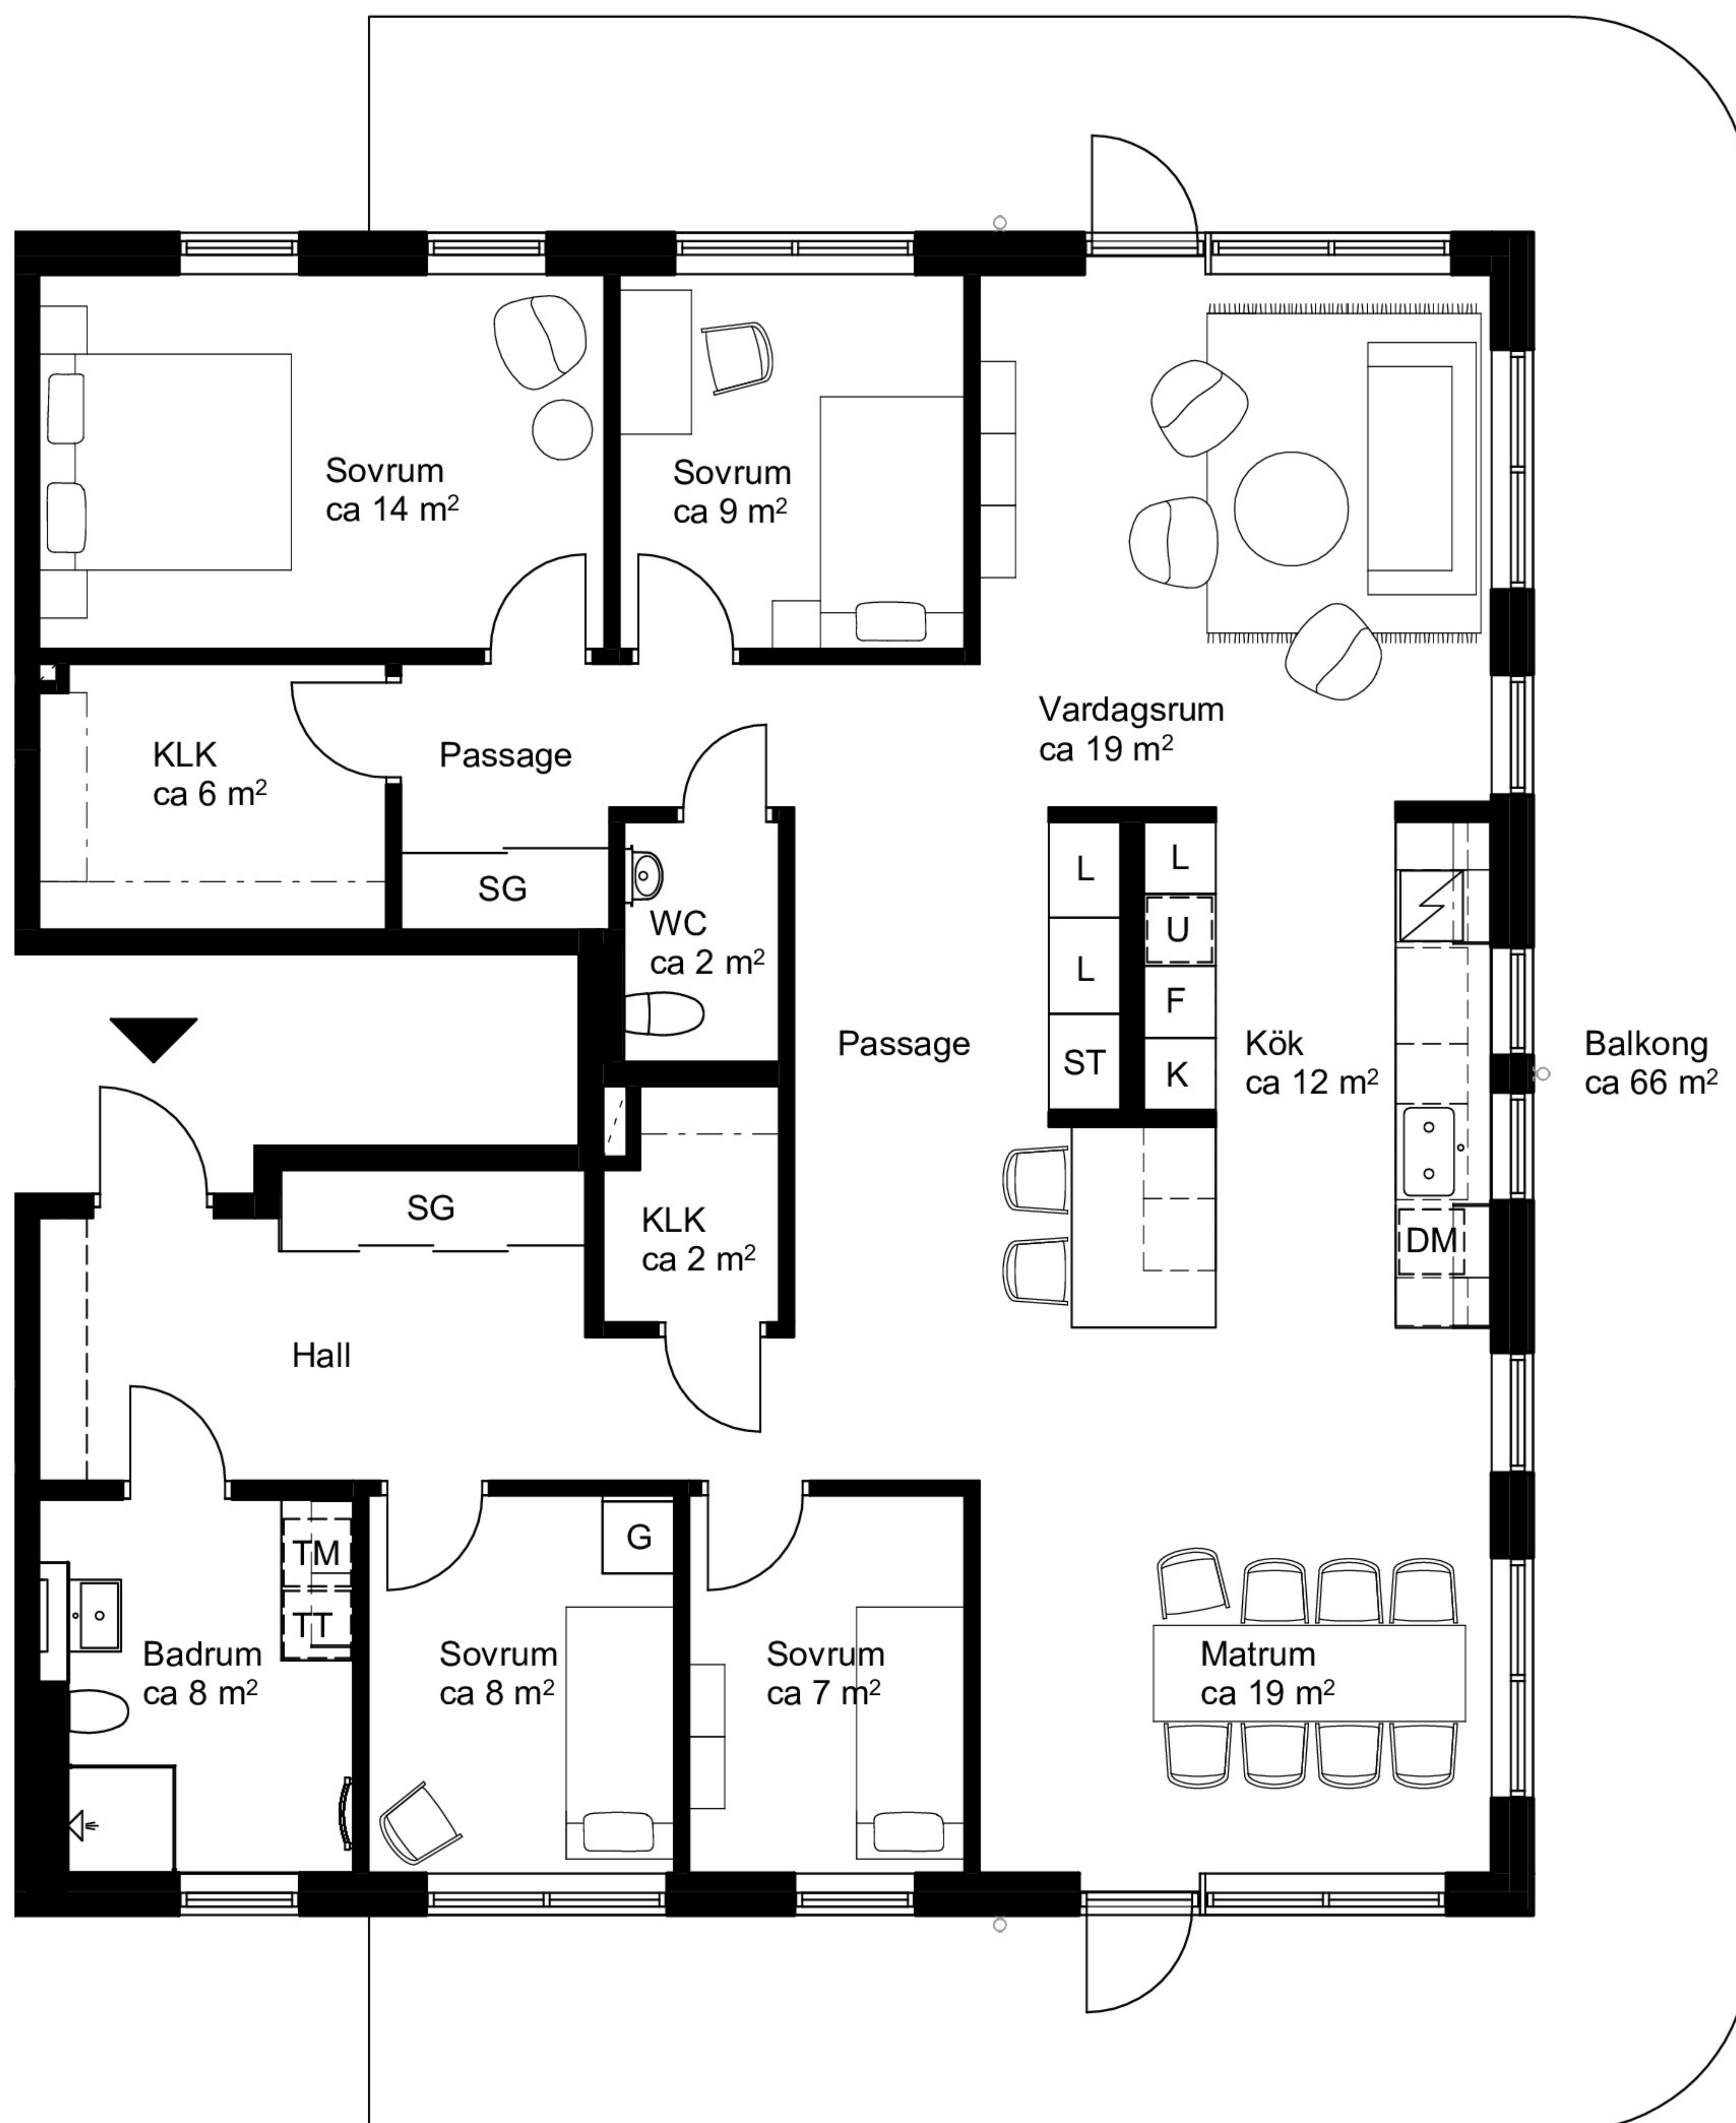 Sovrum
ca 14 m²
Sovrum
ca 9 m²
Vardagsrum
ca 19 m²
KLK
ca 6 m²
Passage
SG
WC
ca 2 m²
L
L
ST
L
U
F
K
Passage
Kök
ca 12 m²
Balkong
ca 66 m²
DM
SG
KLK
ca 2 m²
Hall
TM
TT
G
Badrum
ca 8 m²
Sovrum
ca 8 m²
Sovrum
ca 7 m²
Matrum
ca 19 m²